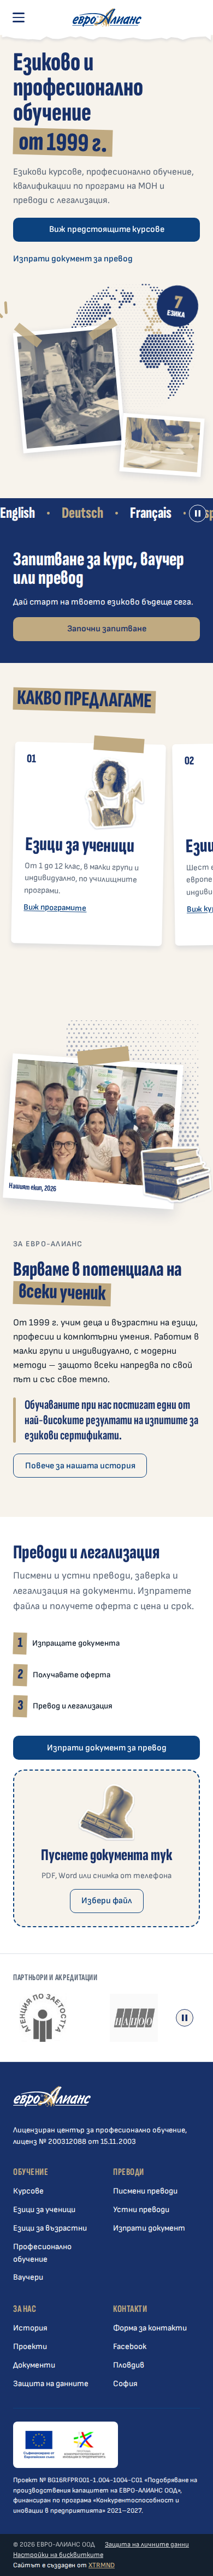 евроАлианс
Езиково и
професионално
обучение
от 1999 г.
Езикови курсове, професионално обучение,
квалификации по програми на МОН и
преводи с легализация.
Виж предстоящите курсове
Изпрати документ за превод
7
ЕЗИКА
English • Deutsch • Français •
Запитване за курс, ваучер
или превод
Дай старт на твоето езиково бъдеще сега.
Започни запитване
КАКВО ПРЕДЛАГАМЕ
01
Езици за ученици
От 1 до 12 клас, в малки групи и
индивидуално, по училищните
програми.
Виж програмите
02
Шест
Виж
Нашият екип, 2026
ЗА ЕВРО-АЛИАНС
Вярваме в потенциала на
всеки ученик
От 1999 г. учим деца и възрастни на езици,
професии и компютърни умения. Работим в
малки групи и индивидуално, с модерни
методи – защото всеки напредва по свой
път и със свое темпо.
Обучаваните при нас постигат едни от
най-високите резултати на изпитите за
езикови сертификати.
Повече за нашата история
Преводи и легализация
Писмени и устни преводи, заверка и
легализация на документи. Изпратете
файла и получете оферта с цена и срок.
1 Изпращате документа
2 Получавате оферта
3 Превод и легализация
Изпрати документ за превод
Пуснете документа тук
PDF, Word или снимка от телефона
Избери файл
ПАРТНЬОРИ И АКРЕДИТАЦИИ
АГЕНЦИЯ ПО ЗАЕТОСТТА
НАПОО
евроАлианс
Лицензиран център за професионално обучение,
лиценз № 200312088 от 15.11.2003
ОБУЧЕНИЕ
Курсове
Езици за ученици
Езици за възрастни
Професионално
обучение
Ваучери
ПРЕВОДИ
Писмени преводи
Устни преводи
Изпрати документ
ЗА НАС
История
Проекти
Документи
Защита на данните
КОНТАКТИ
Форма за контакти
Facebook
Пловдив
София
Проект № BG16RFPR001-1.004-1004-C01 «Подобряване на
производствения капацитет на ЕВРО-АЛИАНС ООД»,
финансиран по програма «Конкурентоспособност и
иновации в предприятията» 2021–2027.
© 2026 ЕВРО-АЛИАНС ООД Защита на личните данни
Настройки на бисквитките
Сайтът е създаден от XTRMND